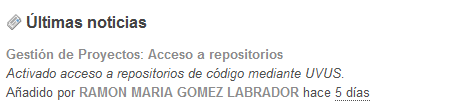 Últimas noticias
Gestión de Proyectos: Acceso a repositorios
Activado acceso a repositorios de código mediante UVUS.
Añadido por RAMON MARIA GOMEZ LABRADOR hace 5 días